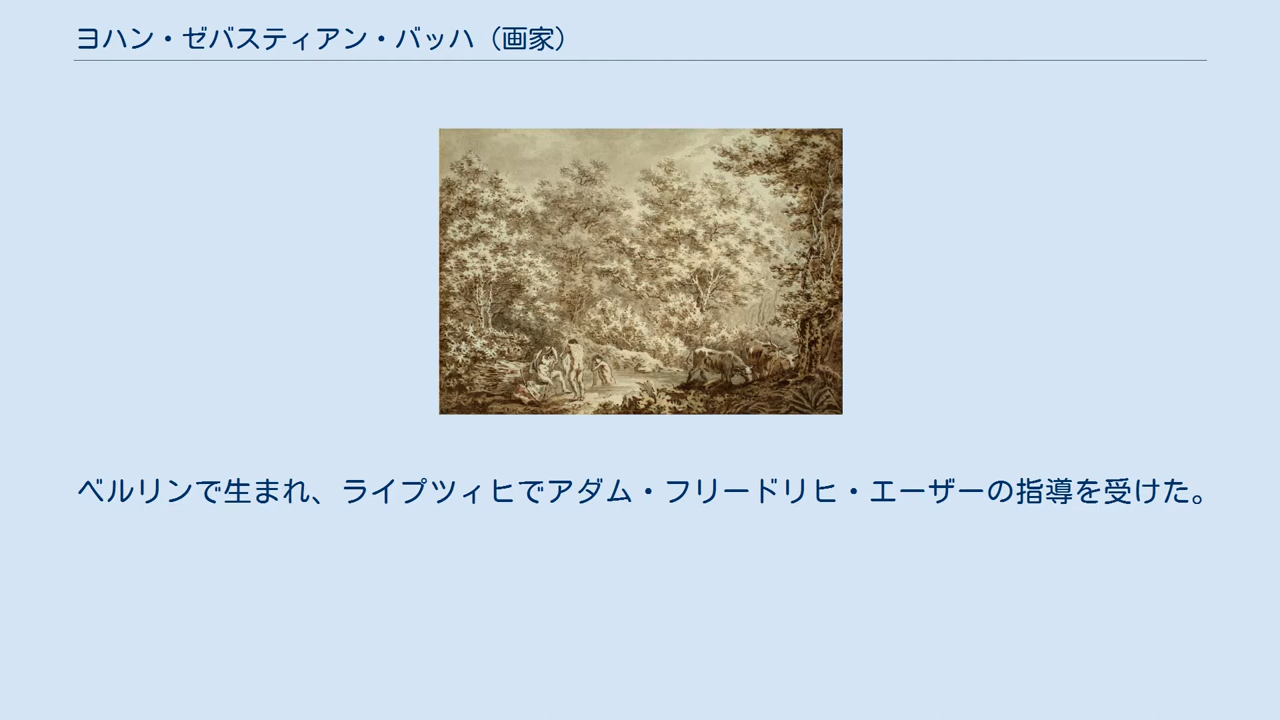 ヨハン・ゼバスティアン・バッハ（画家）
ベルリンで生まれ、ライプツィヒでアダム・フリードリヒ・エーザーの指導を受けた。